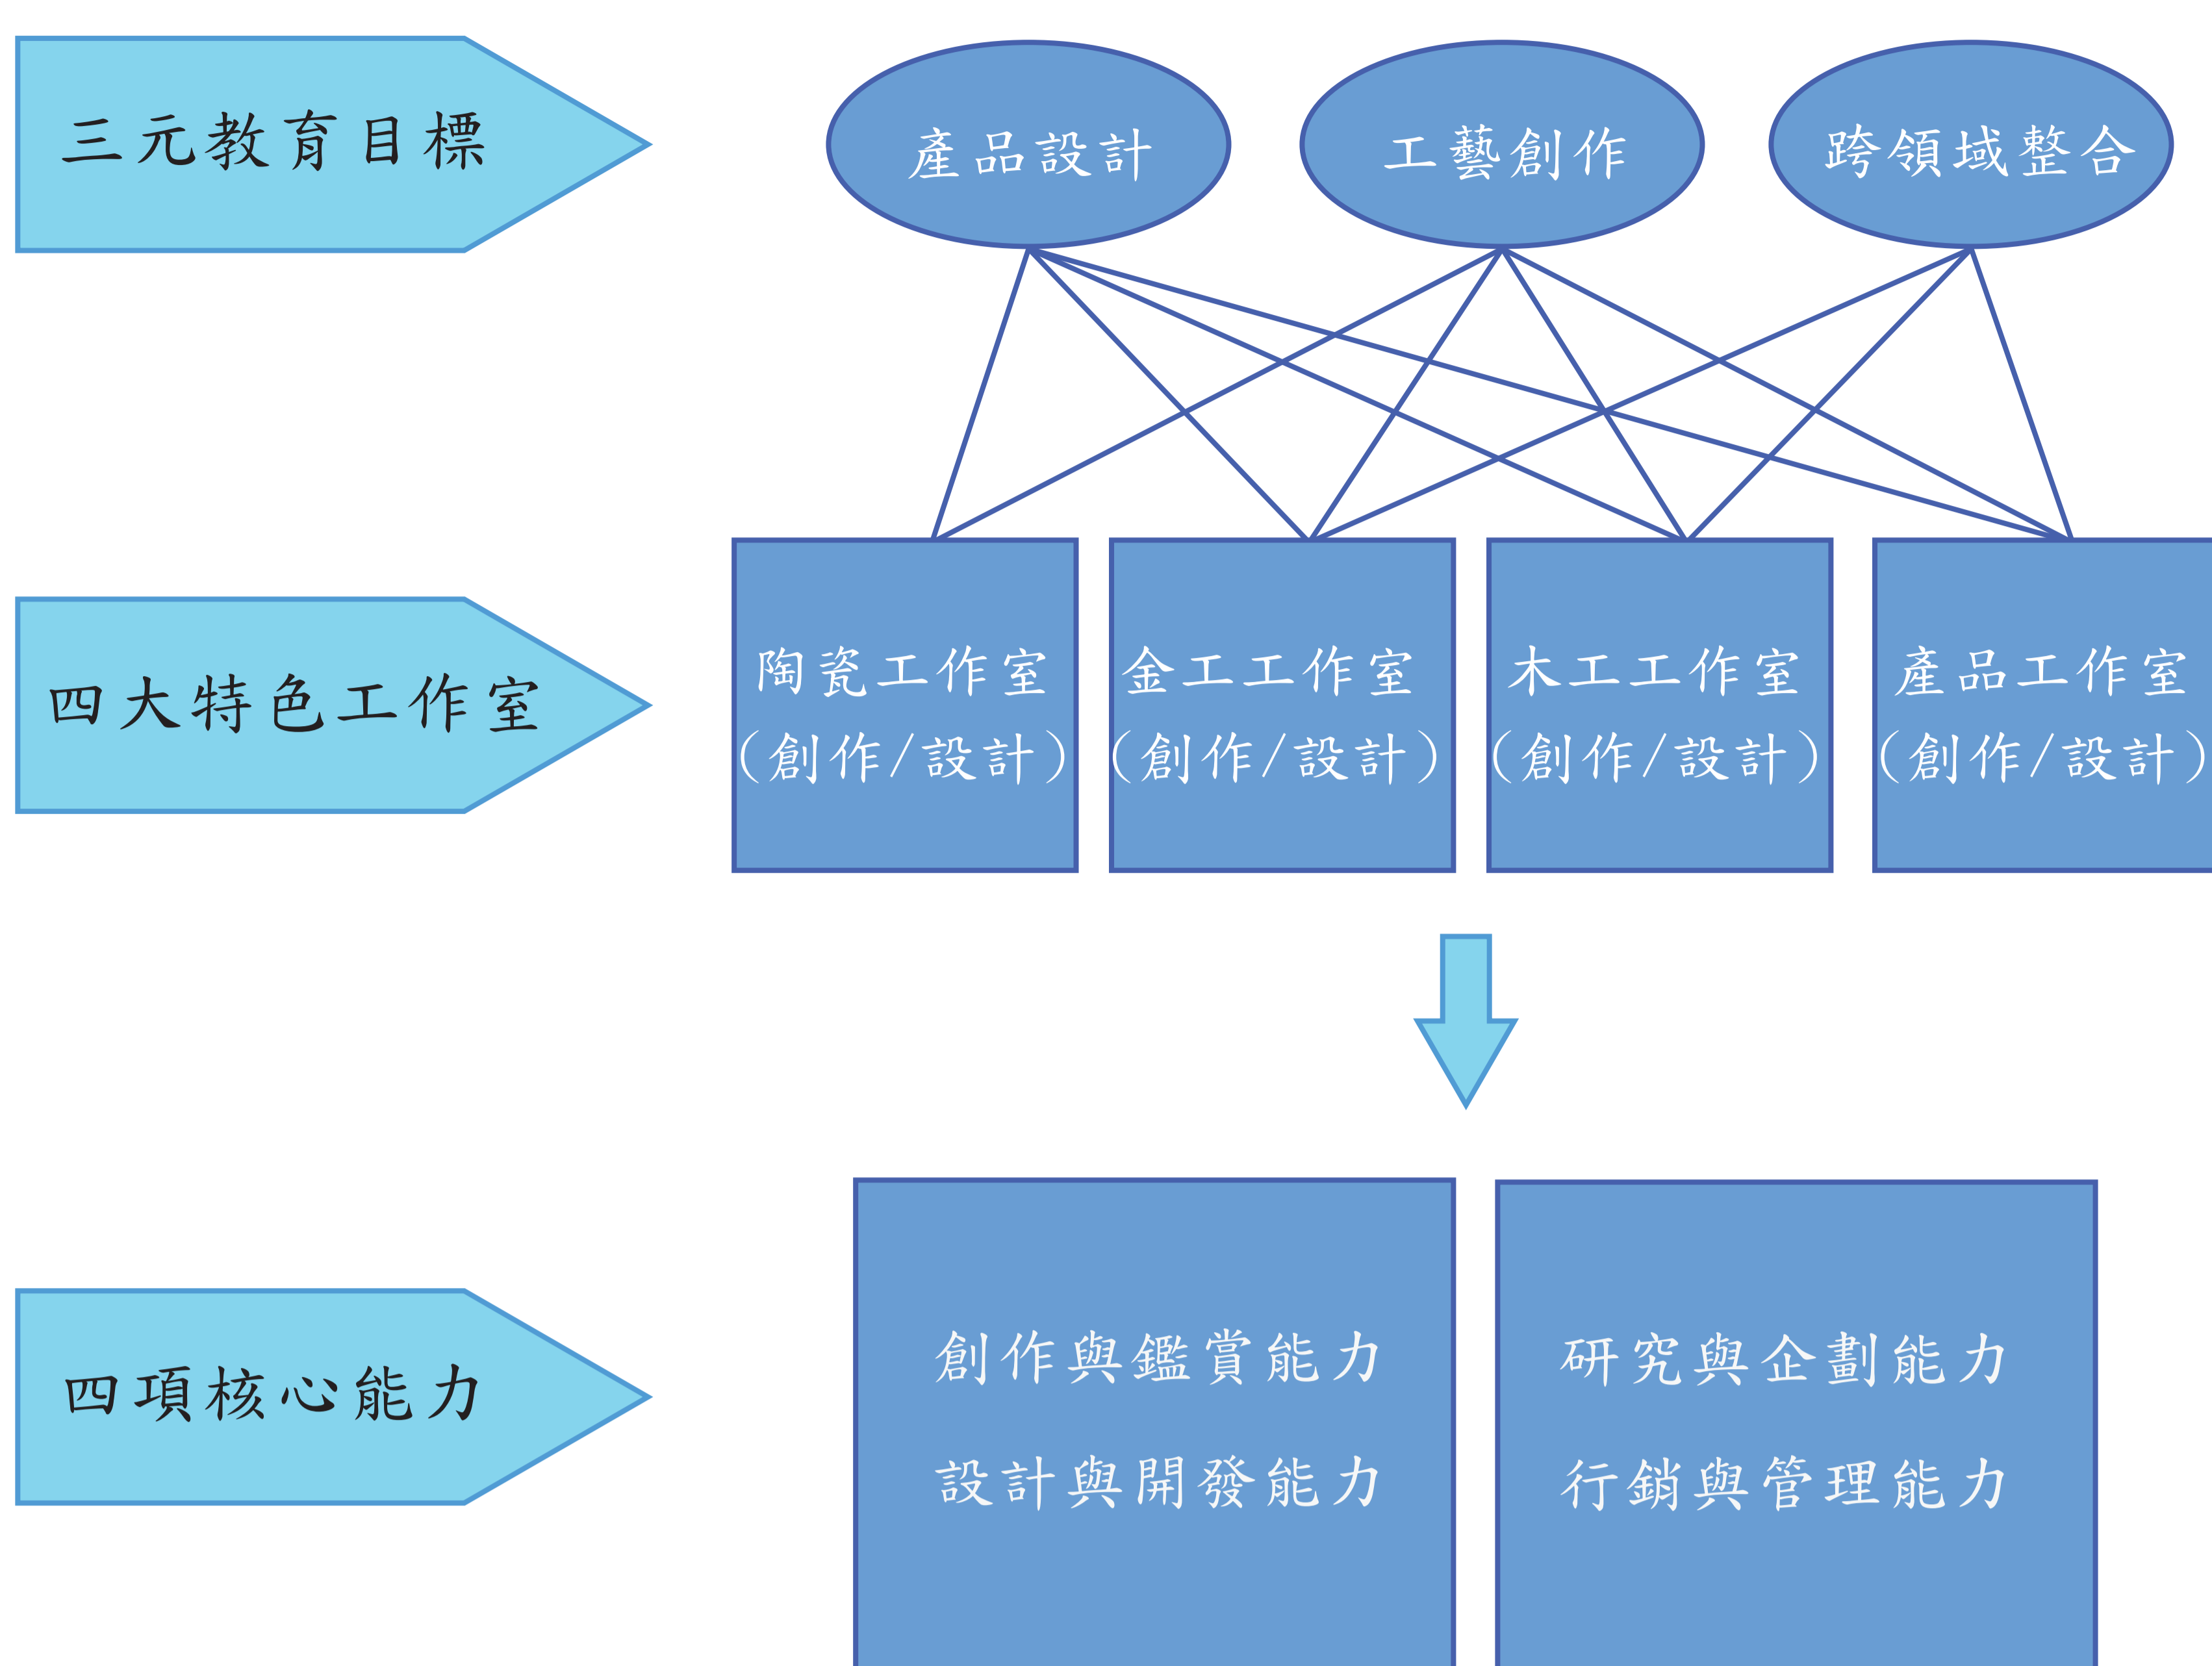 三元教育目標
產品設計
工藝創作
跨領域整合
四大特色工作室
陶瓷工作室
(創作/設計)
金工工作室
(創作/設計)
木工工作室
(創作/設計)
產品工作室
(創作/設計)
四項核心能力
創作與鑑賞能力
設計與開發能力
研究與企劃能力
行銷與管理能力